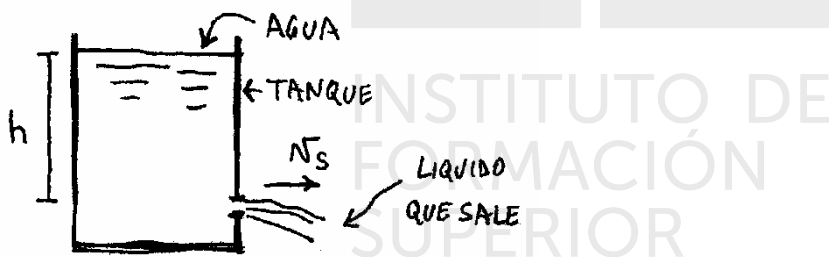 AGUA
TANQUE
h
Vs
LIQUIDO
QUE SALE
INSTITUTO DE
FORMACIÓN
SUPERIOR